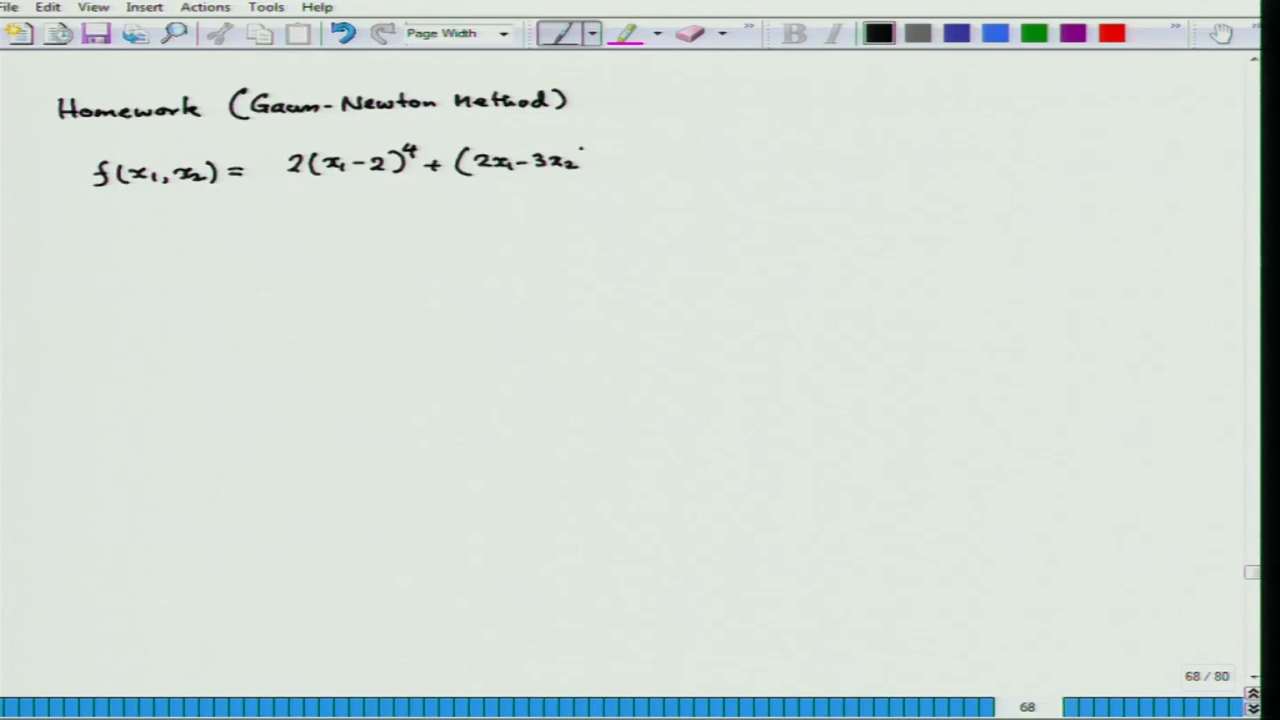 File Edit View Insert Actions Tools Help
Page Width
Homework (Gauss-Newton Method)
f(x₁, x₂) = 2(x₁-2)⁴ + (2x₁-3x₂
68 / 80
68